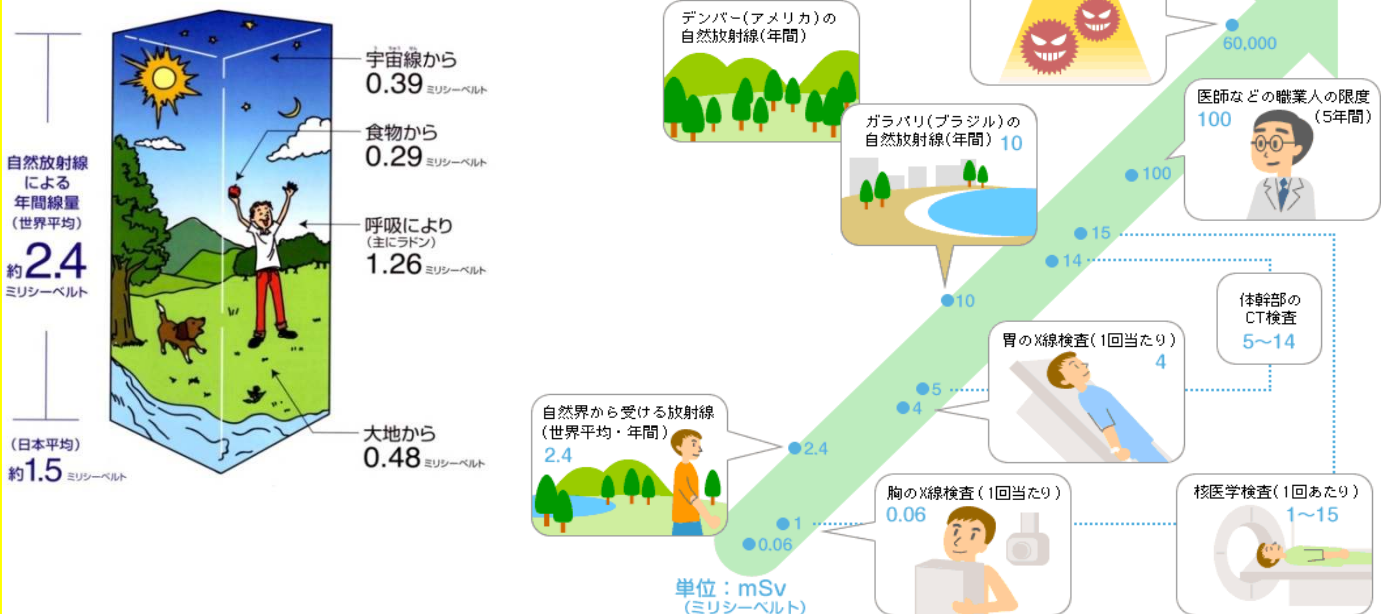 自然放射線
による
年間線量
(世界平均)
約2.4
ミリシーベルト
(日本平均)
約1.5 ミリシーベルト
宇宙線から
0.39 ミリシーベルト
食物から
0.29 ミリシーベルト
呼吸により
(主にラドン)
1.26 ミリシーベルト
大地から
0.48 ミリシーベルト
デンバー(アメリカ)の
自然放射線(年間)
60,000
医師などの職業人の限度
100 (5年間)
ガラパリ(ブラジル)の
自然放射線(年間) 10
100
15
14
10
体幹部の
CT検査
5〜14
胃のX線検査(1回当たり)
4
5
4
自然界から受ける放射線
(世界平均・年間)
2.4
2.4
胸のX線検査(1回当たり)
0.06
核医学検査(1回あたり)
1〜15
1
0.06
単位：mSv
(ミリシーベルト)